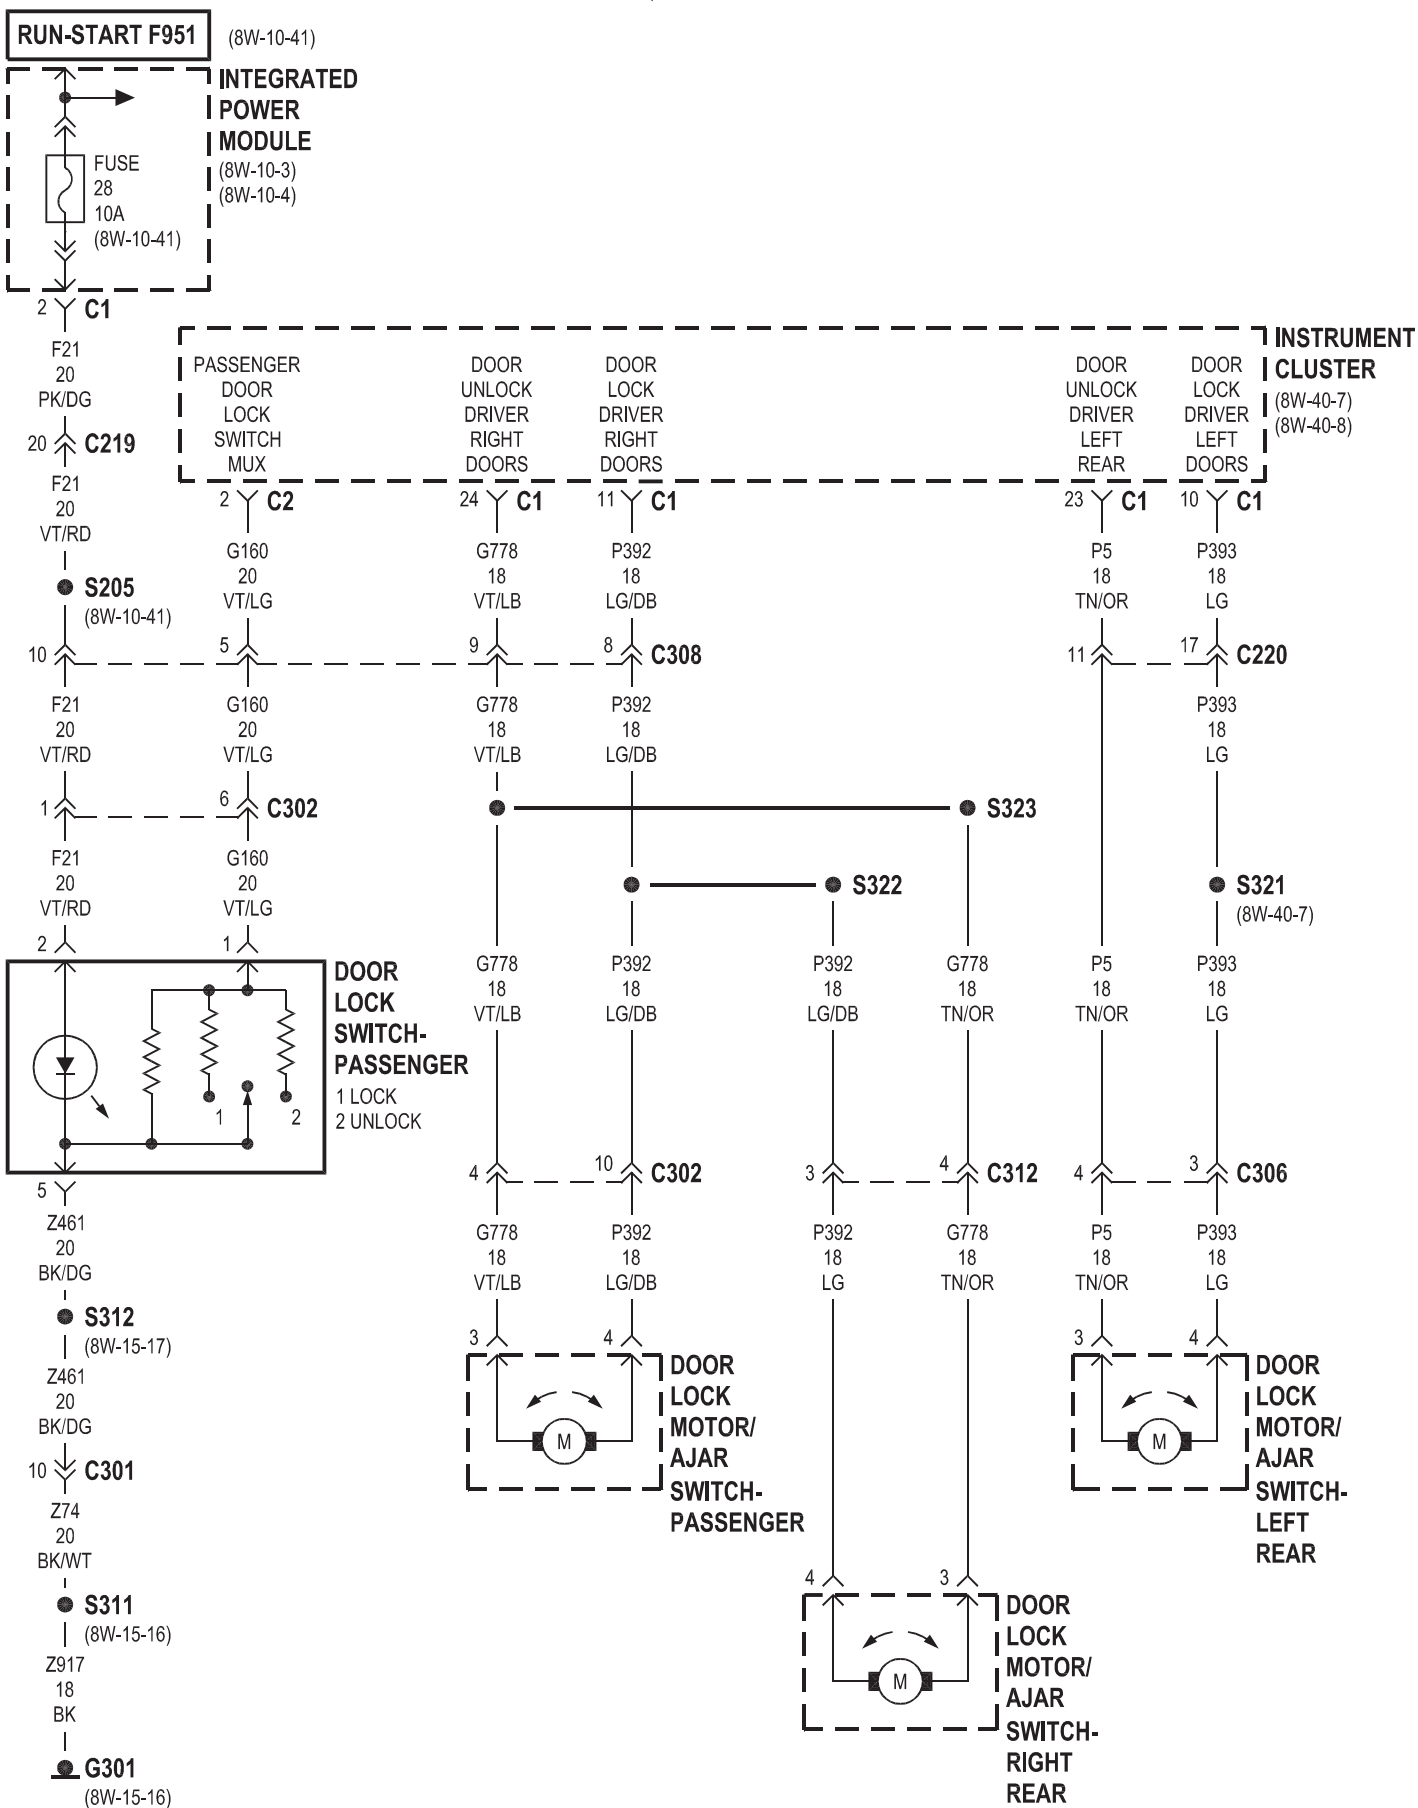 RUN-START F951 (8W-10-41)
INTEGRATED
POWER
MODULE
(8W-10-3)
(8W-10-4)
FUSE
28
10A
(8W-10-41)
2 C1
F21
20
PK/DG
20 C219
F21
20
VT/RD
S205
(8W-10-41)
INSTRUMENT
CLUSTER
(8W-40-7)
(8W-40-8)
PASSENGER
DOOR
LOCK
SWITCH
MUX
DOOR
UNLOCK
DRIVER
RIGHT
DOORS
DOOR
LOCK
DRIVER
RIGHT
DOORS
DOOR
UNLOCK
DRIVER
LEFT
REAR
DOOR
LOCK
DRIVER
LEFT
DOORS
2 C2
24 C1
11 C1
23 C1
10 C1
G160
20
VT/LG
G778
18
VT/LB
P392
18
LG/DB
P5
18
TN/OR
P393
18
LG
10 5 9 8 C308
11 17 C220
F21
20
VT/RD
G160
20
VT/LG
G778
18
VT/LB
P392
18
LG/DB
P393
18
LG
1 6 C302
S323
S322
S321
(8W-40-7)
F21
20
VT/RD
G160
20
VT/LG
2 1
DOOR
LOCK
SWITCH-
PASSENGER
1 LOCK
2 UNLOCK
1 2
G778
18
VT/LB
P392
18
LG/DB
P392
18
LG/DB
G778
18
TN/OR
P5
18
TN/OR
P393
18
LG
4 10 C302
3 4 C312
4 3 C306
G778
18
VT/LB
P392
18
LG/DB
P392
18
LG
G778
18
TN/OR
P5
18
TN/OR
P393
18
LG
5
Z461
20
BK/DG
S312
(8W-15-17)
Z461
20
BK/DG
10 C301
Z74
20
BK/WT
S311
(8W-15-16)
Z917
18
BK
G301
(8W-15-16)
3 4
M
DOOR
LOCK
MOTOR/
AJAR
SWITCH-
PASSENGER
3 4
M
DOOR
LOCK
MOTOR/
AJAR
SWITCH-
LEFT
REAR
4 3
M
DOOR
LOCK
MOTOR/
AJAR
SWITCH-
RIGHT
REAR